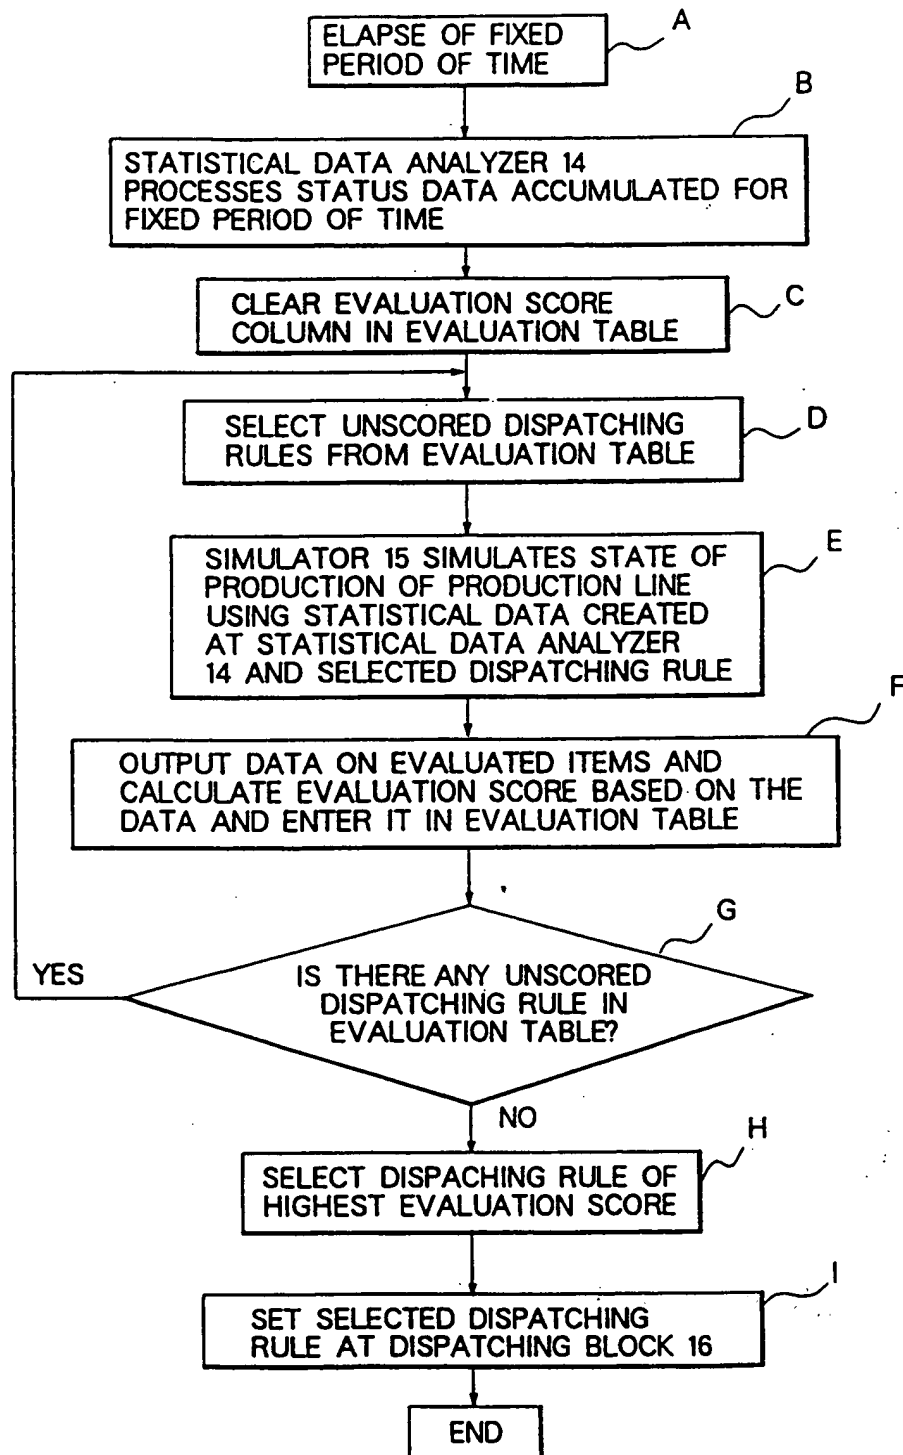 ELAPSE OF FIXED
PERIOD OF TIME
A
B
STATISTICAL DATA ANALYZER 14
PROCESSES STATUS DATA ACCUMULATED FOR
FIXED PERIOD OF TIME
CLEAR EVALUATION SCORE
COLUMN IN EVALUATION TABLE
C
SELECT UNSCORED DISPATCHING
RULES FROM EVALUATION TABLE
D
SIMULATOR 15 SIMULATES STATE OF
PRODUCTION OF PRODUCTION LINE
USING STATISTICAL DATA CREATED
AT STATISTICAL DATA ANALYZER
14 AND SELECTED DISPATCHING RULE
E
F
OUTPUT DATA ON EVALUATED ITEMS AND
CALCULATE EVALUATION SCORE BASED ON THE
DATA AND ENTER IT IN EVALUATION TABLE
G
YES
IS THERE ANY UNSCORED
DISPATCHING RULE IN
EVALUATION TABLE?
NO
H
SELECT DISPACHING RULE OF
HIGHEST EVALUATION SCORE
I
SET SELECTED DISPATCHING
RULE AT DISPATCHING BLOCK 16
END